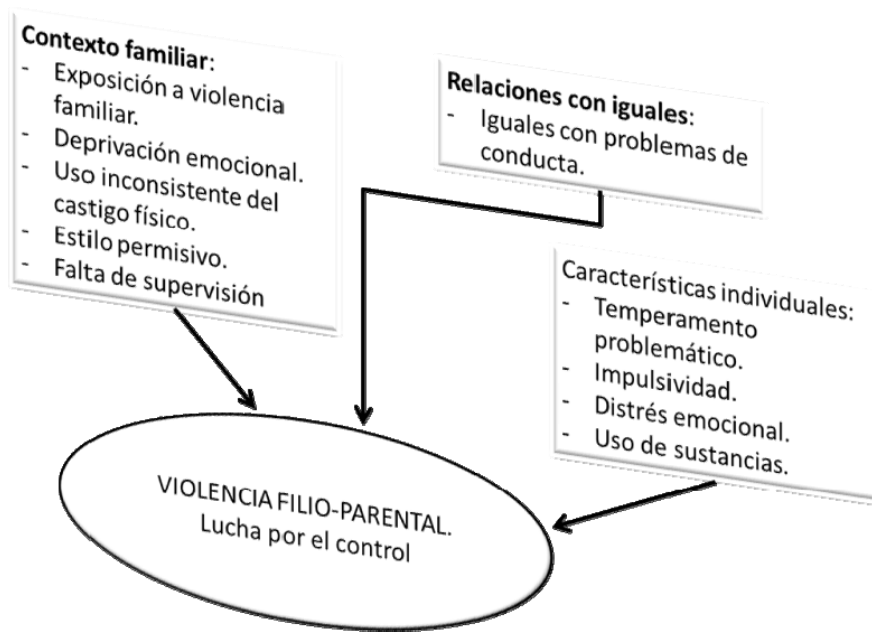 Contexto familiar:
- Exposición a violencia
familiar.
- Deprivación emocional.
- Uso inconsistente del
castigo físico.
- Estilo permisivo.
- Falta de supervisión
Relaciones con iguales:
- Iguales con problemas de
conducta.
Características individuales:
- Temperamento
problemático.
- Impulsividad.
- Distrés emocional.
- Uso de sustancias.
VIOLENCIA FILIO-PARENTAL.
Lucha por el control